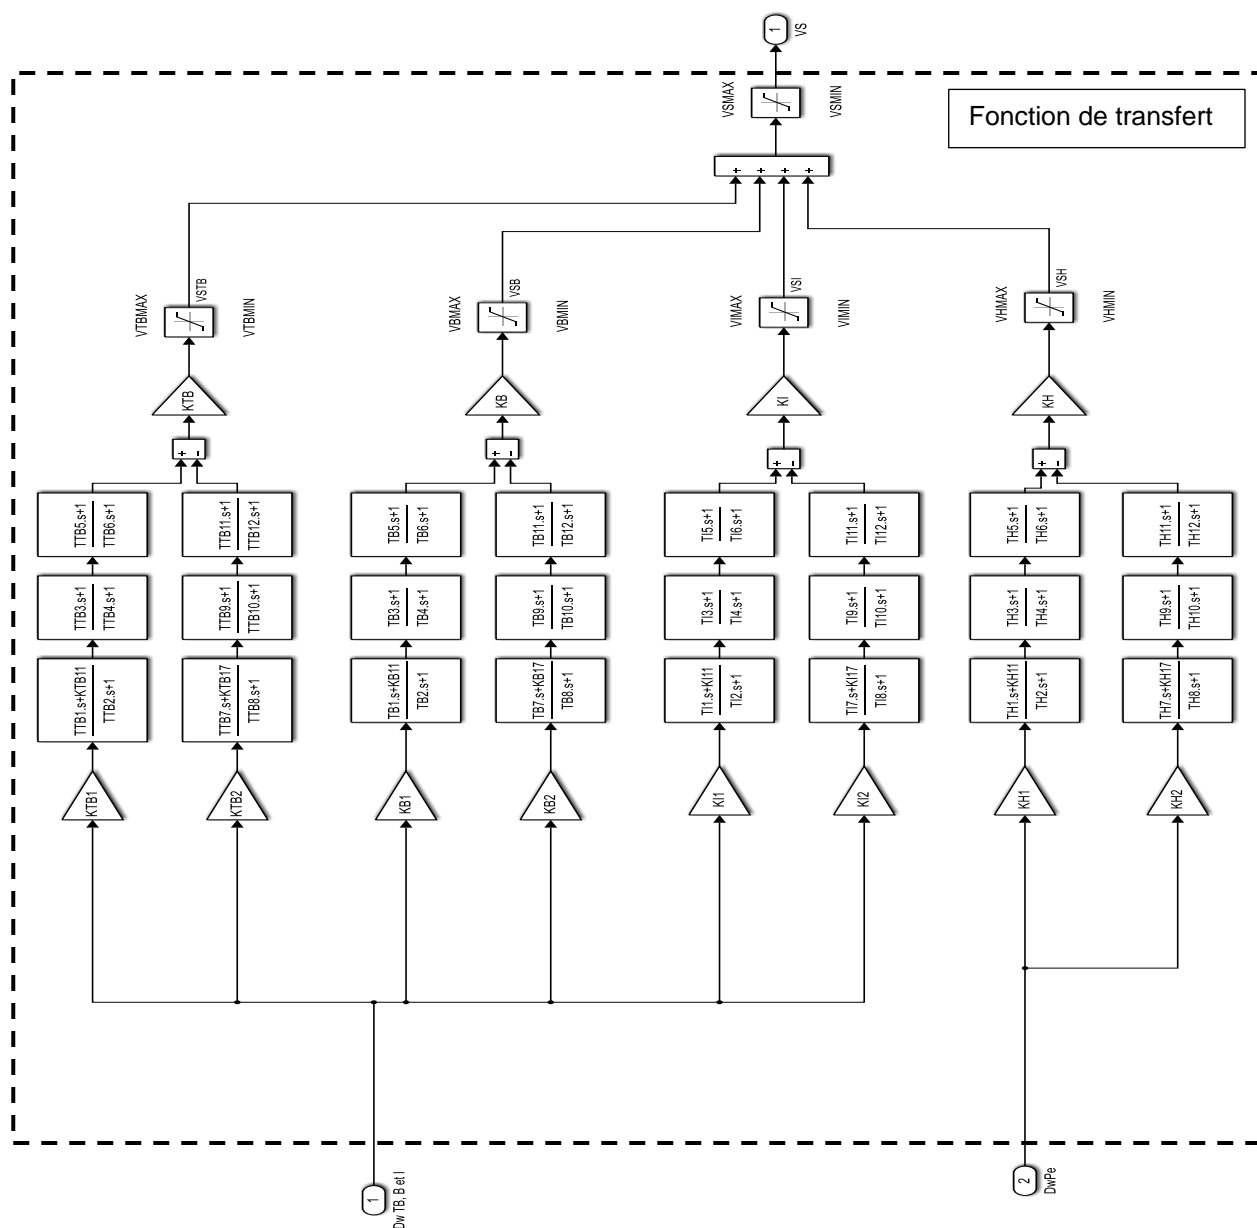 1
VS
VSMAX
VSMIN
Fonction de transfert
+
+
+
+
VTBMAX
VSTB
VTBMIN
VBMAX
VSB
VBMIN
VIMAX
VSI
VIMIN
VHMAX
VSH
VHMIN
KTB
KB
KI
KH
+ -
+ -
+ -
+ -
TTB5.s+1
TTB6.s+1
TTB11.s+1
TTB12.s+1
TB5.s+1
TB6.s+1
TB11.s+1
TB12.s+1
TI5.s+1
TI6.s+1
TI11.s+1
TI12.s+1
TH5.s+1
TH6.s+1
TH11.s+1
TH12.s+1
TTB3.s+1
TTB4.s+1
TTB9.s+1
TTB10.s+1
TB3.s+1
TB4.s+1
TB9.s+1
TB10.s+1
TI3.s+1
TI4.s+1
TI9.s+1
TI10.s+1
TH3.s+1
TH4.s+1
TH9.s+1
TH10.s+1
TTB1.s+KTB11
TTB2.s+1
TTB7.s+KTB17
TTB8.s+1
TB1.s+KB11
TB2.s+1
TB7.s+KB17
TB8.s+1
TI1.s+KI11
TI2.s+1
TI7.s+KI17
TI8.s+1
TH1.s+KH11
TH2.s+1
TH7.s+KH17
TH8.s+1
KTB1
KTB2
KB1
KB2
KI1
KI2
KH1
KH2
1
Dw TB, B et I
2
DwPe